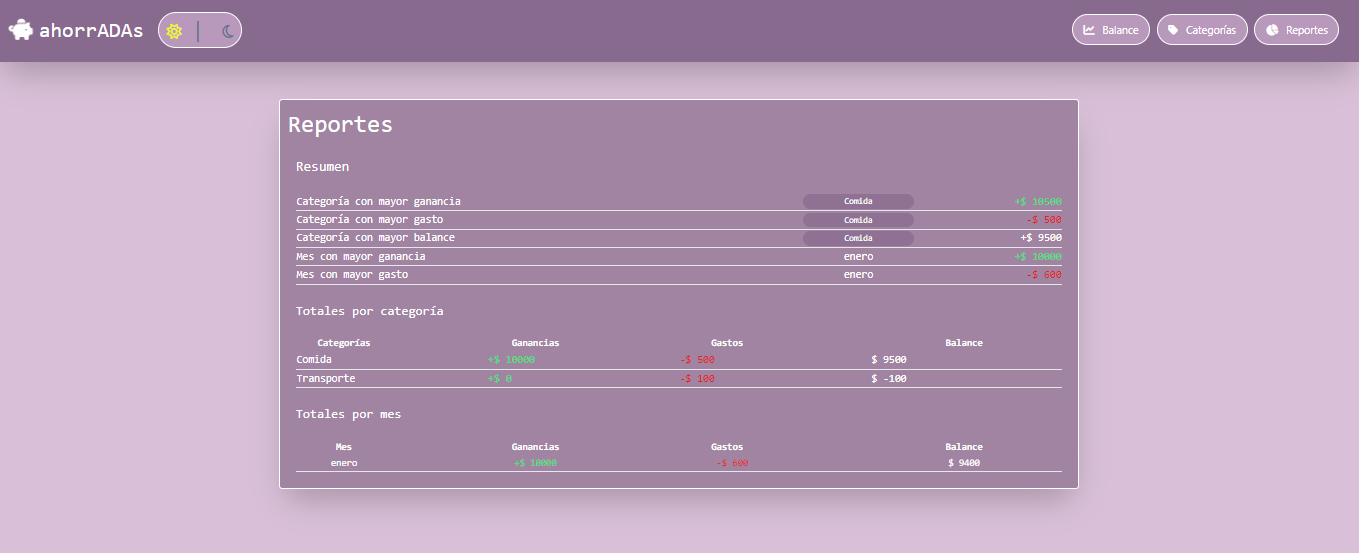 ahorrADAs Balance Categorías Reportes
Reportes
Resumen
Categoría con mayor ganancia Comida +$ 10500
Categoría con mayor gasto Comida -$ 500
Categoría con mayor balance Comida +$ 9500
Mes con mayor ganancia enero +$ 10000
Mes con mayor gasto enero -$ 600
Totales por categoría
Categorías Ganancias Gastos Balance
Comida +$ 10000 -$ 500 $ 9500
Transporte +$ 0 -$ 100 $ -100
Totales por mes
Mes Ganancias Gastos Balance
enero +$ 10000 -$ 600 $ 9400